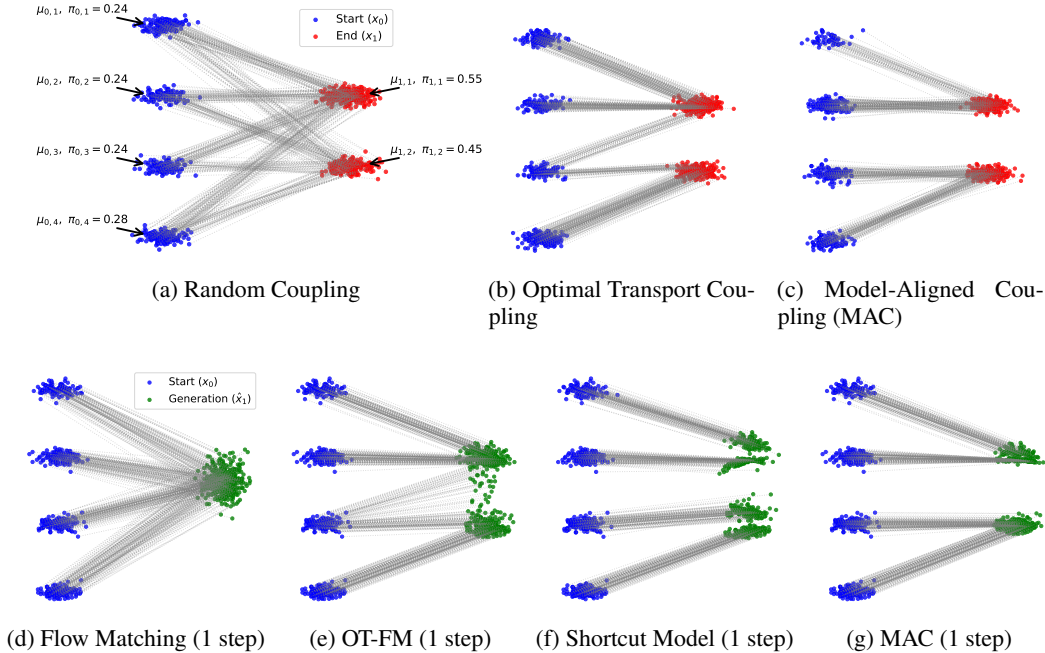 μ₀,₁, π₀,₁ = 0.24
Start (x₀)
End (x₁)
μ₀,₂, π₀,₂ = 0.24
μ₁,₁, π₁,₁ = 0.55
μ₀,₃, π₀,₃ = 0.24
μ₁,₂, π₁,₂ = 0.45
μ₀,₄, π₀,₄ = 0.28
(a) Random Coupling
(b) Optimal Transport Cou-
pling
(c) Model-Aligned Cou-
pling (MAC)
Start (x₀)
Generation (x̂₁)
(d) Flow Matching (1 step)
(e) OT-FM (1 step)
(f) Shortcut Model (1 step)
(g) MAC (1 step)